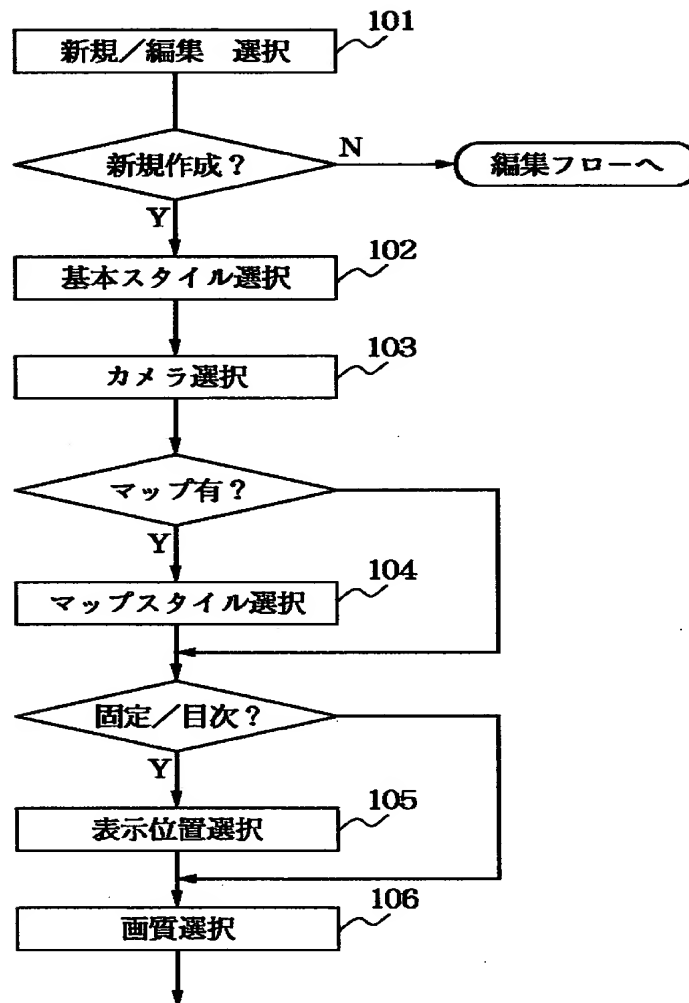 101
新規／編集　選択
新規作成？
N
編集フローへ
Y
102
基本スタイル選択
103
カメラ選択
マップ有？
Y
104
マップスタイル選択
固定／目次？
Y
105
表示位置選択
106
画質選択